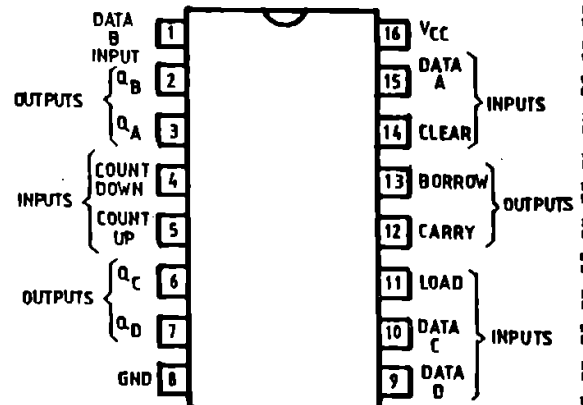 DATA
B
INPUT
1
OUTPUTS
QB
2
QA
3
INPUTS
COUNT
DOWN
4
COUNT
UP
5
OUTPUTS
QC
6
QD
7
GND
8
16
VCC
15
DATA
A
INPUTS
14
CLEAR
13
BORROW
OUTPUTS
12
CARRY
11
LOAD
10
DATA
C
INPUTS
9
DATA
D